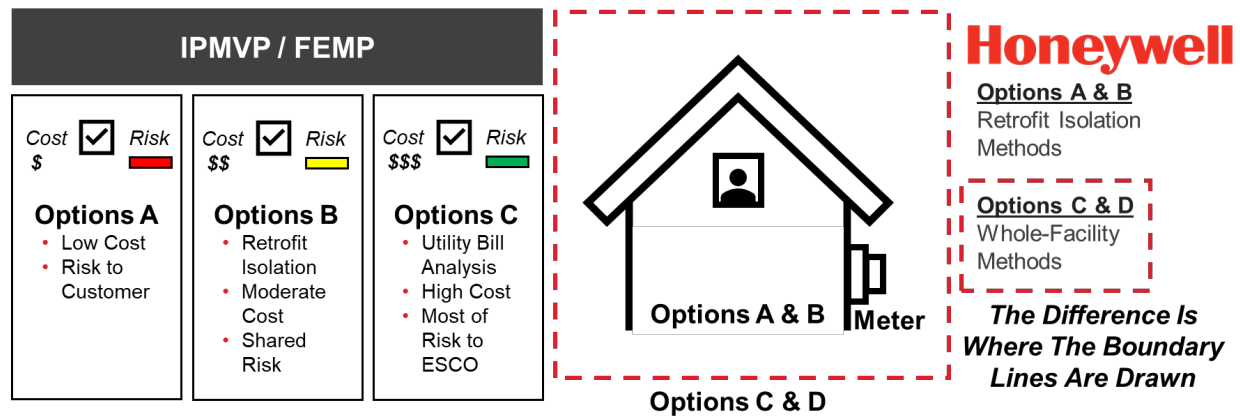 IPMVP / FEMP
Cost
$
Risk
Options A
• Low Cost
• Risk to
Customer
Cost
$$
Risk
Options B
• Retrofit
Isolation
• Moderate
Cost
• Shared
Risk
Cost
$$$
Risk
Options C
• Utility Bill
Analysis
• High Cost
• Most of
Risk to
ESCO
Options A & B
Meter
Options C & D
Honeywell
Options A & B
Retrofit Isolation
Methods
Options C & D
Whole-Facility
Methods
The Difference Is
Where The Boundary
Lines Are Drawn